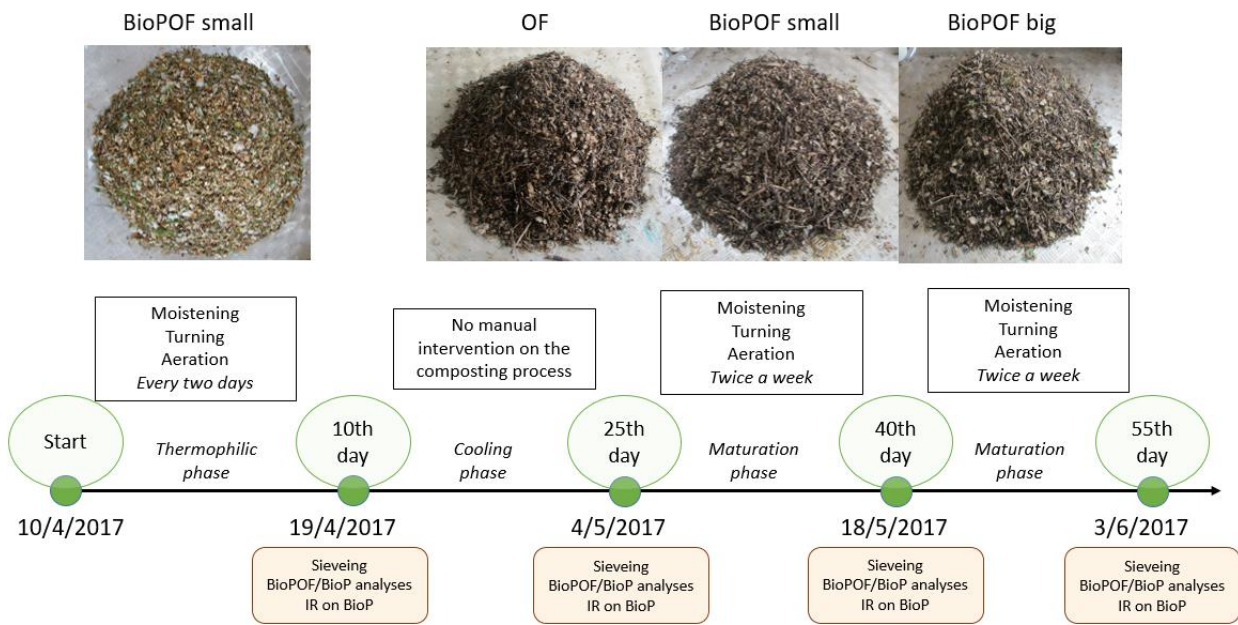 BioPOF small
OF
BioPOF small
BioPOF big
Moistening
Turning
Aeration
Every two days
No manual
intervention on the
composting process
Moistening
Turning
Aeration
Twice a week
Moistening
Turning
Aeration
Twice a week
Start
Thermophilic
phase
10th
day
Cooling
phase
25th
day
Maturation
phase
40th
day
Maturation
phase
55th
day
10/4/2017
19/4/2017
4/5/2017
18/5/2017
3/6/2017
Sieveing
BioPOF/BioP analyses
IR on BioP
Sieveing
BioPOF/BioP analyses
IR on BioP
Sieveing
BioPOF/BioP analyses
IR on BioP
Sieveing
BioPOF/BioP analyses
IR on BioP